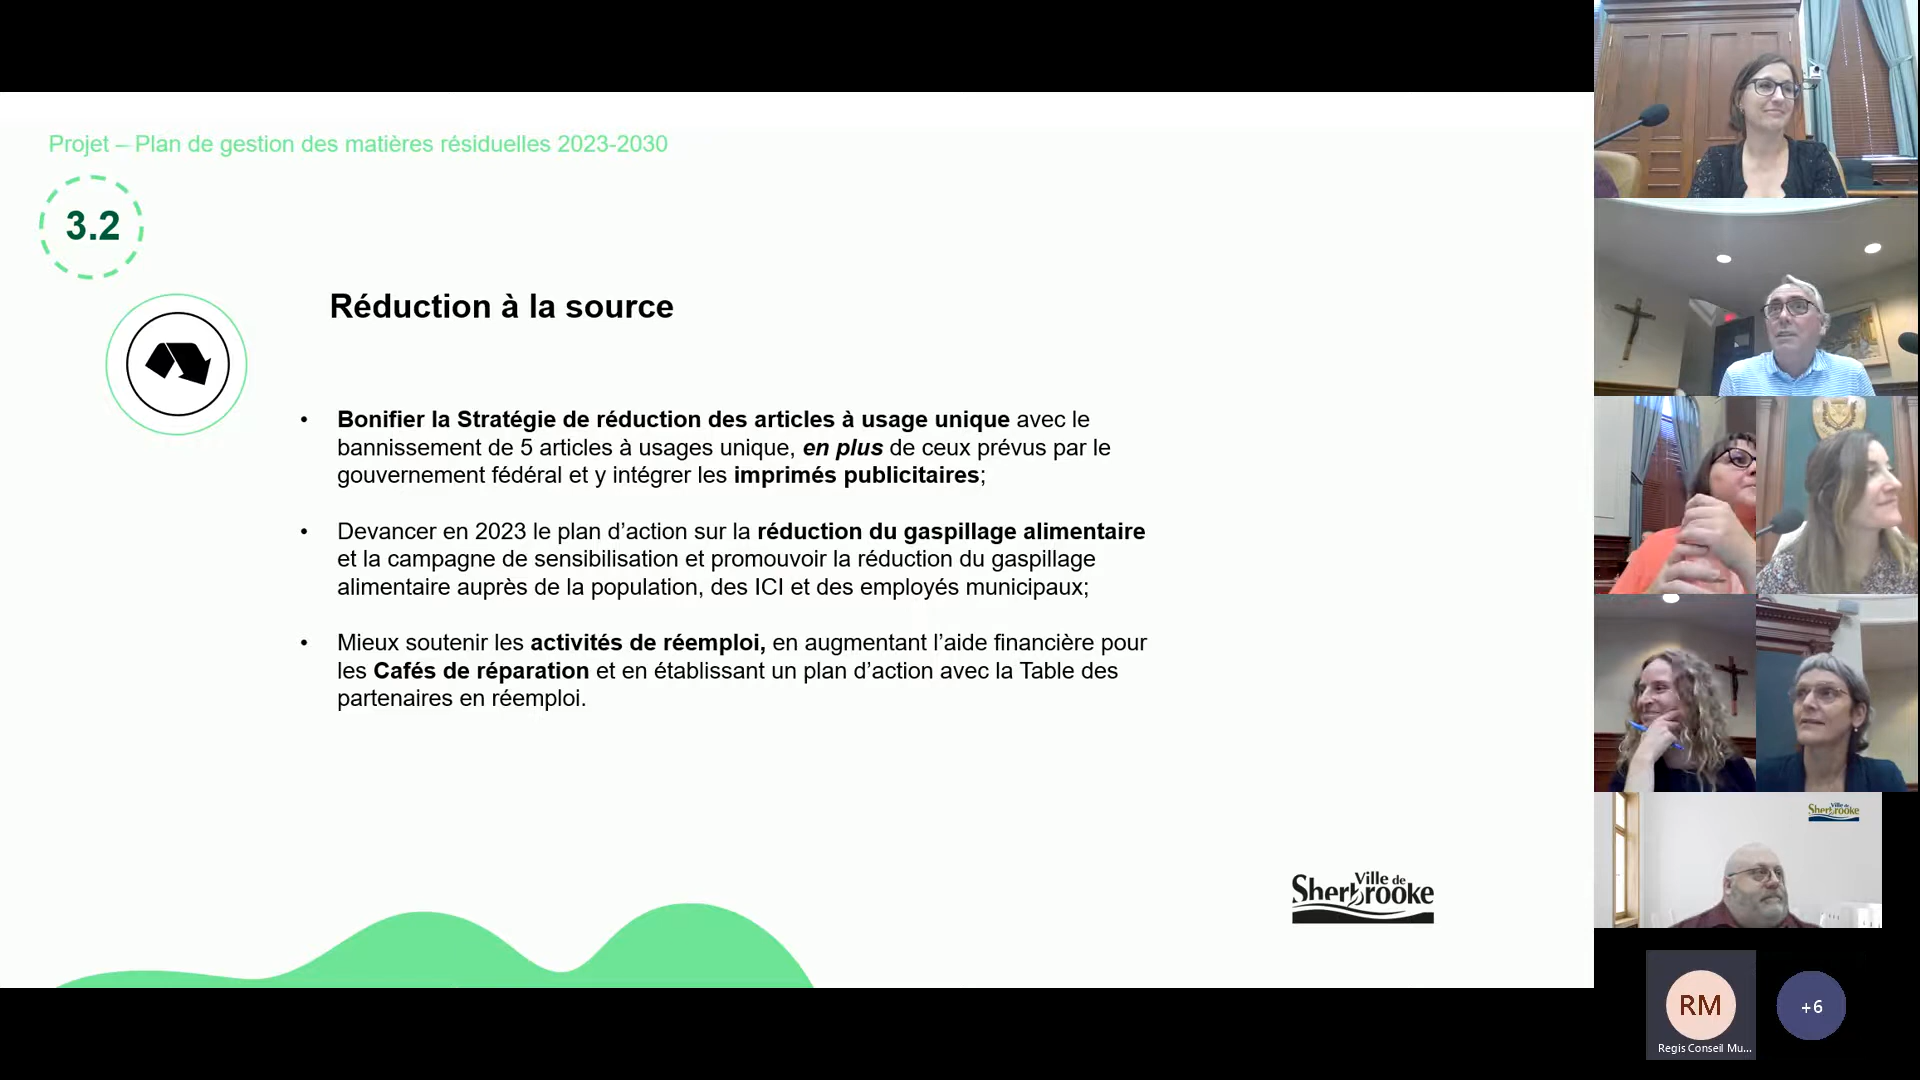 Projet – Plan de gestion des matières résiduelles 2023-2030
3.2
Réduction à la source
• Bonifier la Stratégie de réduction des articles à usage unique avec le
bannissement de 5 articles à usages unique, en plus de ceux prévus par le
gouvernement fédéral et y intégrer les imprimés publicitaires;
• Devancer en 2023 le plan d’action sur la réduction du gaspillage alimentaire
et la campagne de sensibilisation et promouvoir la réduction du gaspillage
alimentaire auprès de la population, des ICI et des employés municipaux;
• Mieux soutenir les activités de réemploi, en augmentant l’aide financière pour
les Cafés de réparation et en établissant un plan d’action avec la Table des
partenaires en réemploi.
Ville de
Sherbrooke
Ville de
Sherbrooke
RM
+6
Regis Conseil Mu...